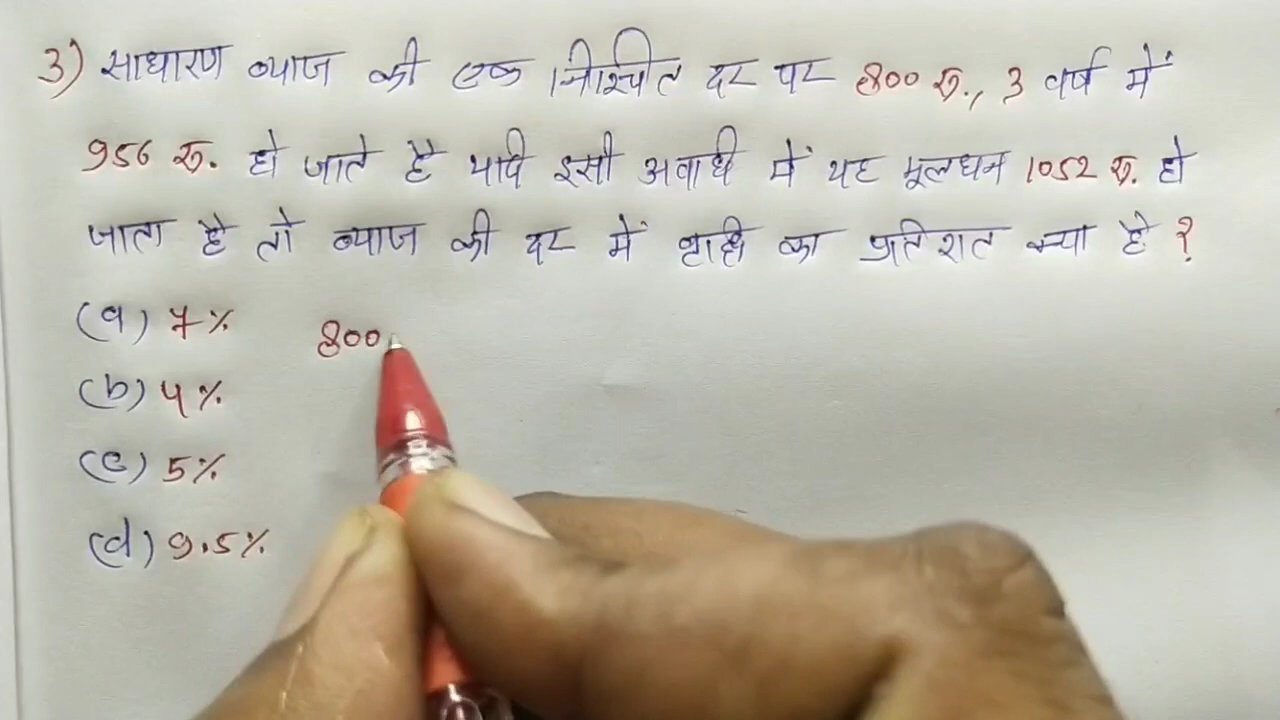 3) साधारण ब्याज की एक निश्चित दर पर 800 रु., 3 वर्ष में
956 रु. हो जाते है यदि इसी अवधि में यह मूलधन 1052 रु. हो
जाता है तो ब्याज की दर में वृद्धि का प्रतिशत क्या है ?
(a) 7%
800
(b) 4%
(c) 5%
(d) 9.5%